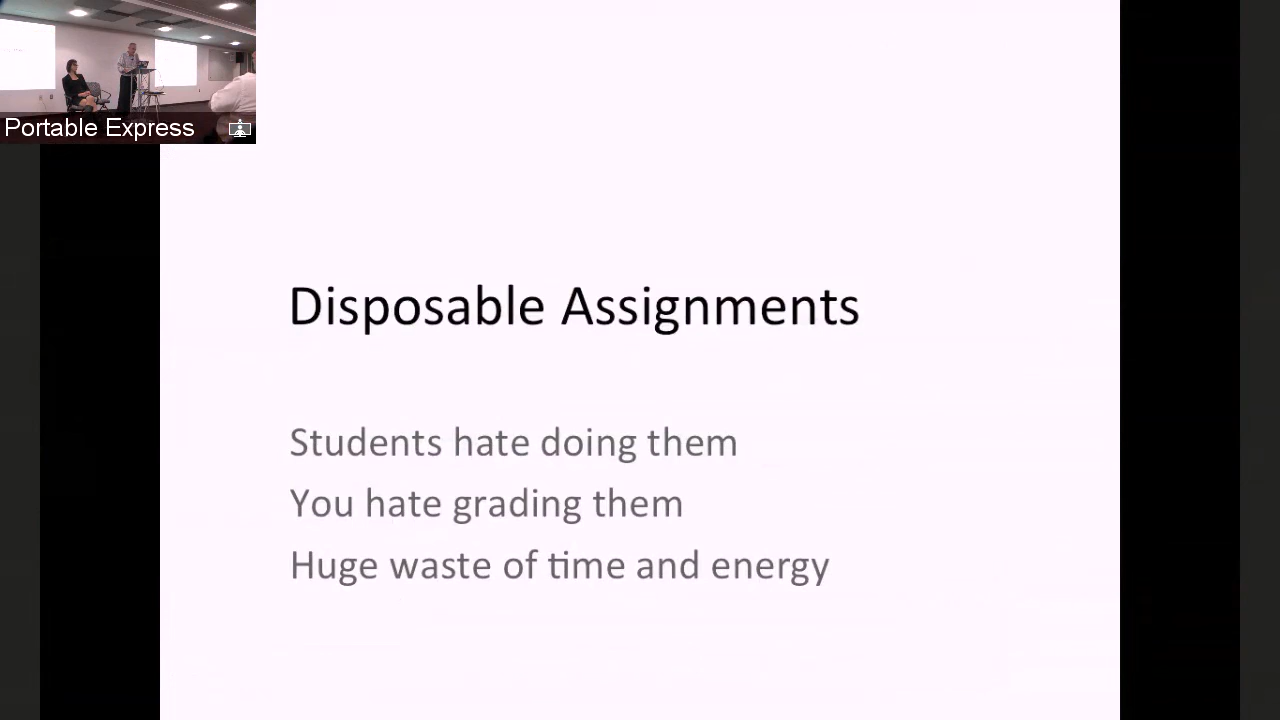 Portable Express
Disposable Assignments
Students hate doing them
You hate grading them
Huge waste of time and energy